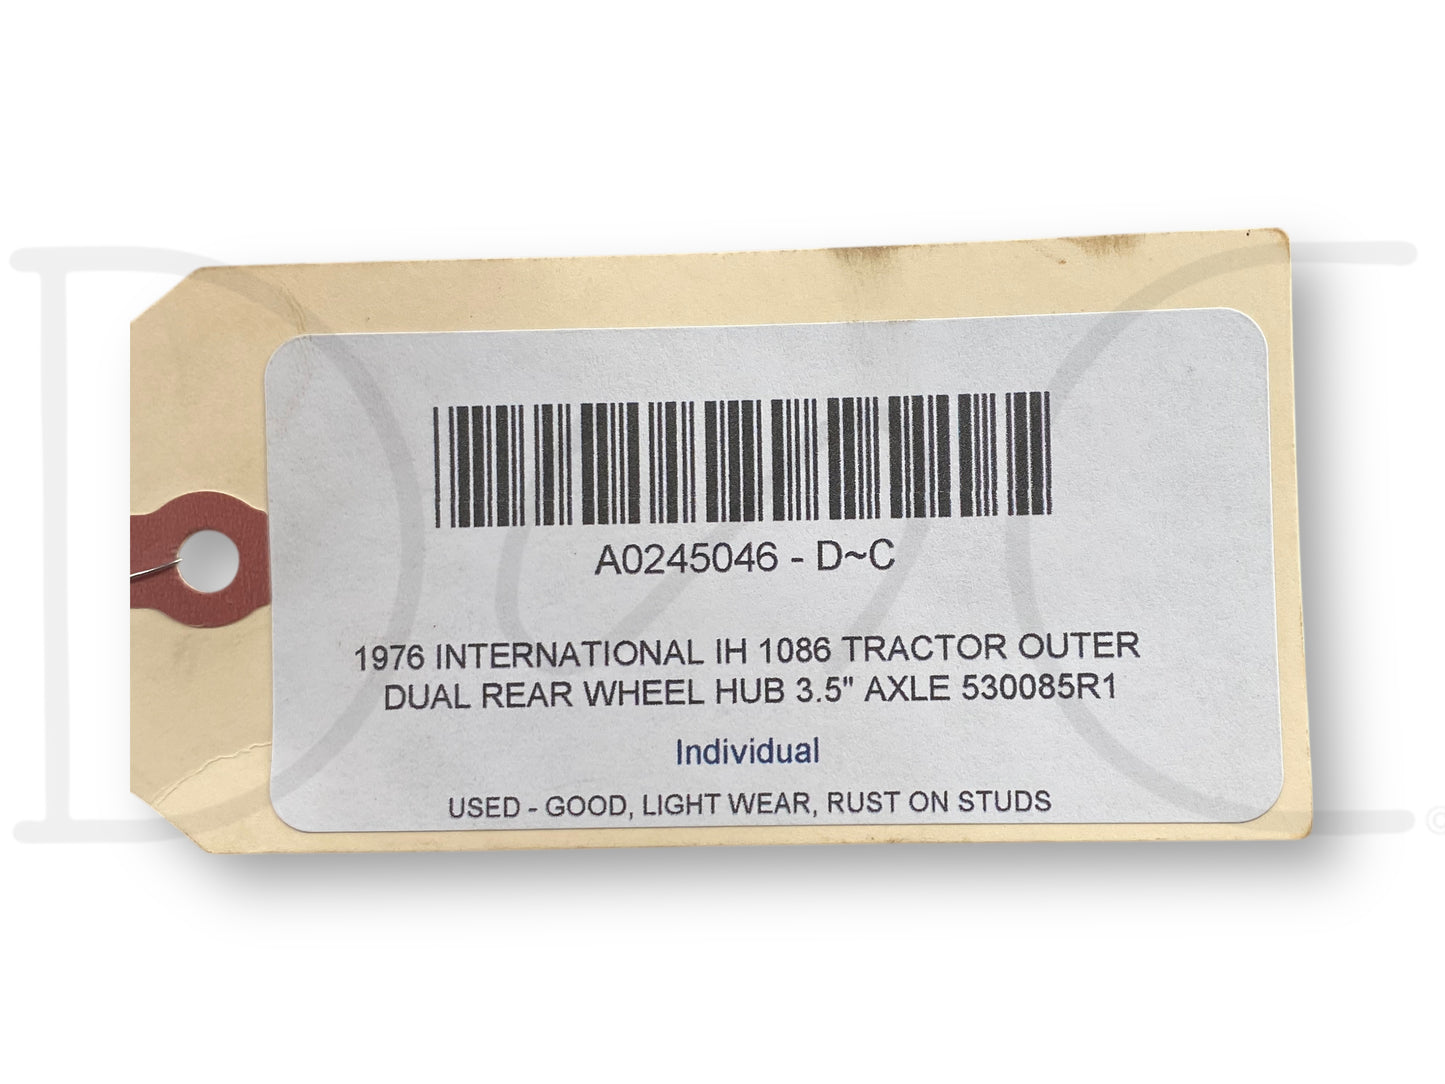 A0245046 - D~C
1976 INTERNATIONAL IH 1086 TRACTOR OUTER
DUAL REAR WHEEL HUB 3.5" AXLE 530085R1
Individual
USED - GOOD, LIGHT WEAR, RUST ON STUDS